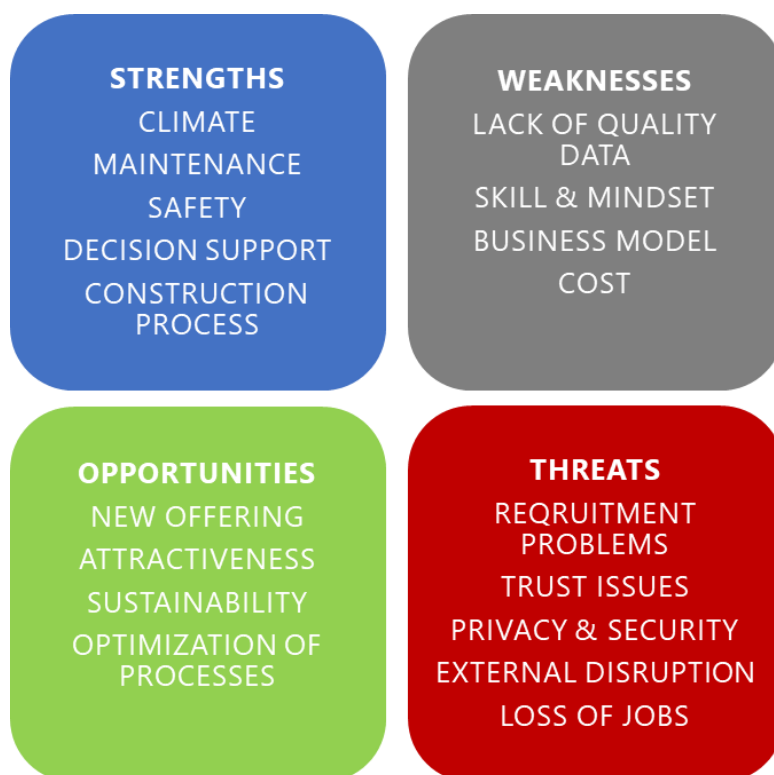 STRENGTHS
CLIMATE
MAINTENANCE
SAFETY
DECISION SUPPORT
CONSTRUCTION
PROCESS
WEAKNESSES
LACK OF QUALITY
DATA
SKILL & MINDSET
BUSINESS MODEL
COST
OPPORTUNITIES
NEW OFFERING
ATTRACTIVENESS
SUSTAINABILITY
OPTIMIZATION OF
PROCESSES
THREATS
REQRUITMENT
PROBLEMS
TRUST ISSUES
PRIVACY & SECURITY
EXTERNAL DISRUPTION
LOSS OF JOBS